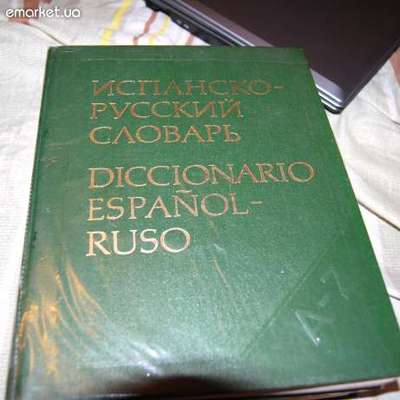 emarket.ua
ИСПАНСКО-
РУССКИЙ
СЛОВАРЬ
DICCIONARIO
ESPAÑOL-
RUSO
A-Z